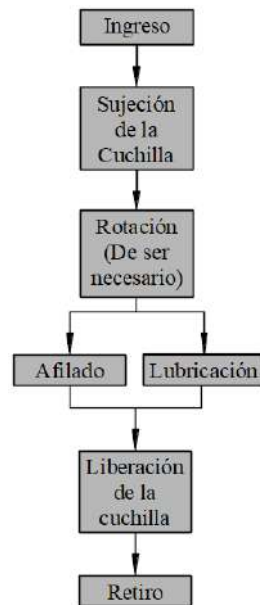 Ingreso
Sujeción
de la
Cuchilla
Rotación
(De ser
necesario)
Afilado
Lubricación
Liberación
de la
cuchilla
Retiro